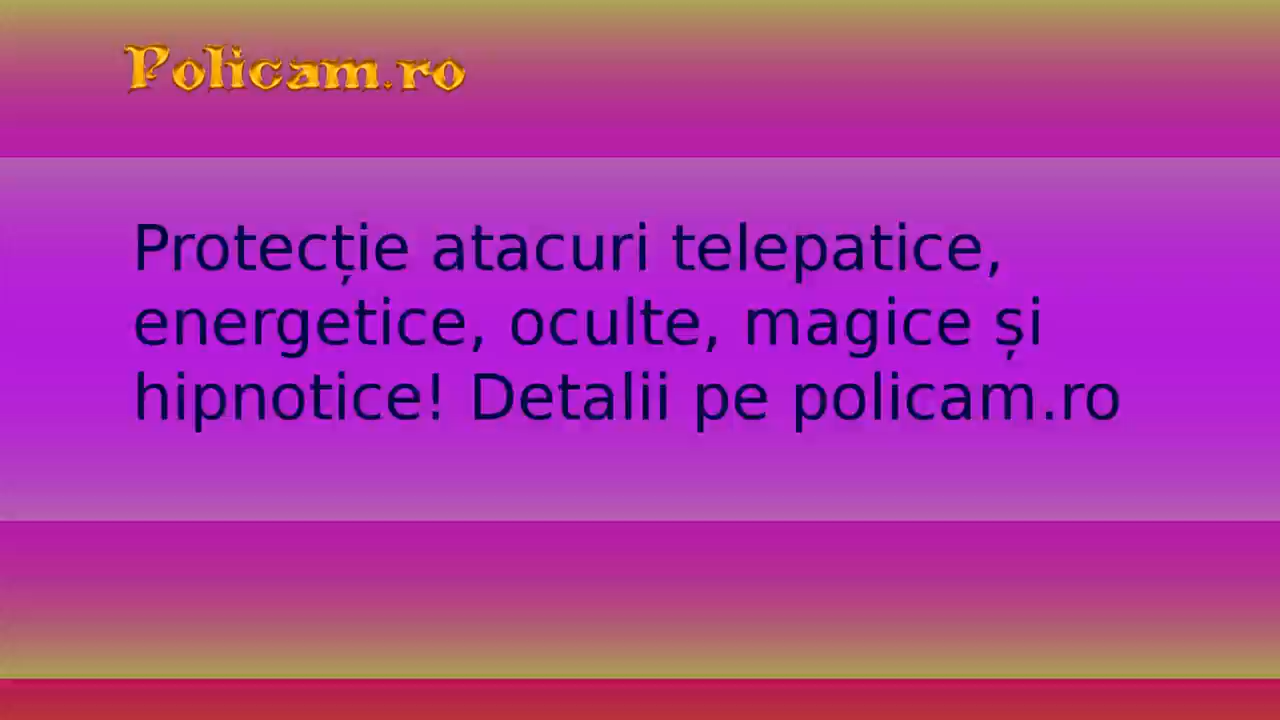 Policam.ro
Protecție atacuri telepatice,
energetice, oculte, magice și
hipnotice! Detalii pe policam.ro